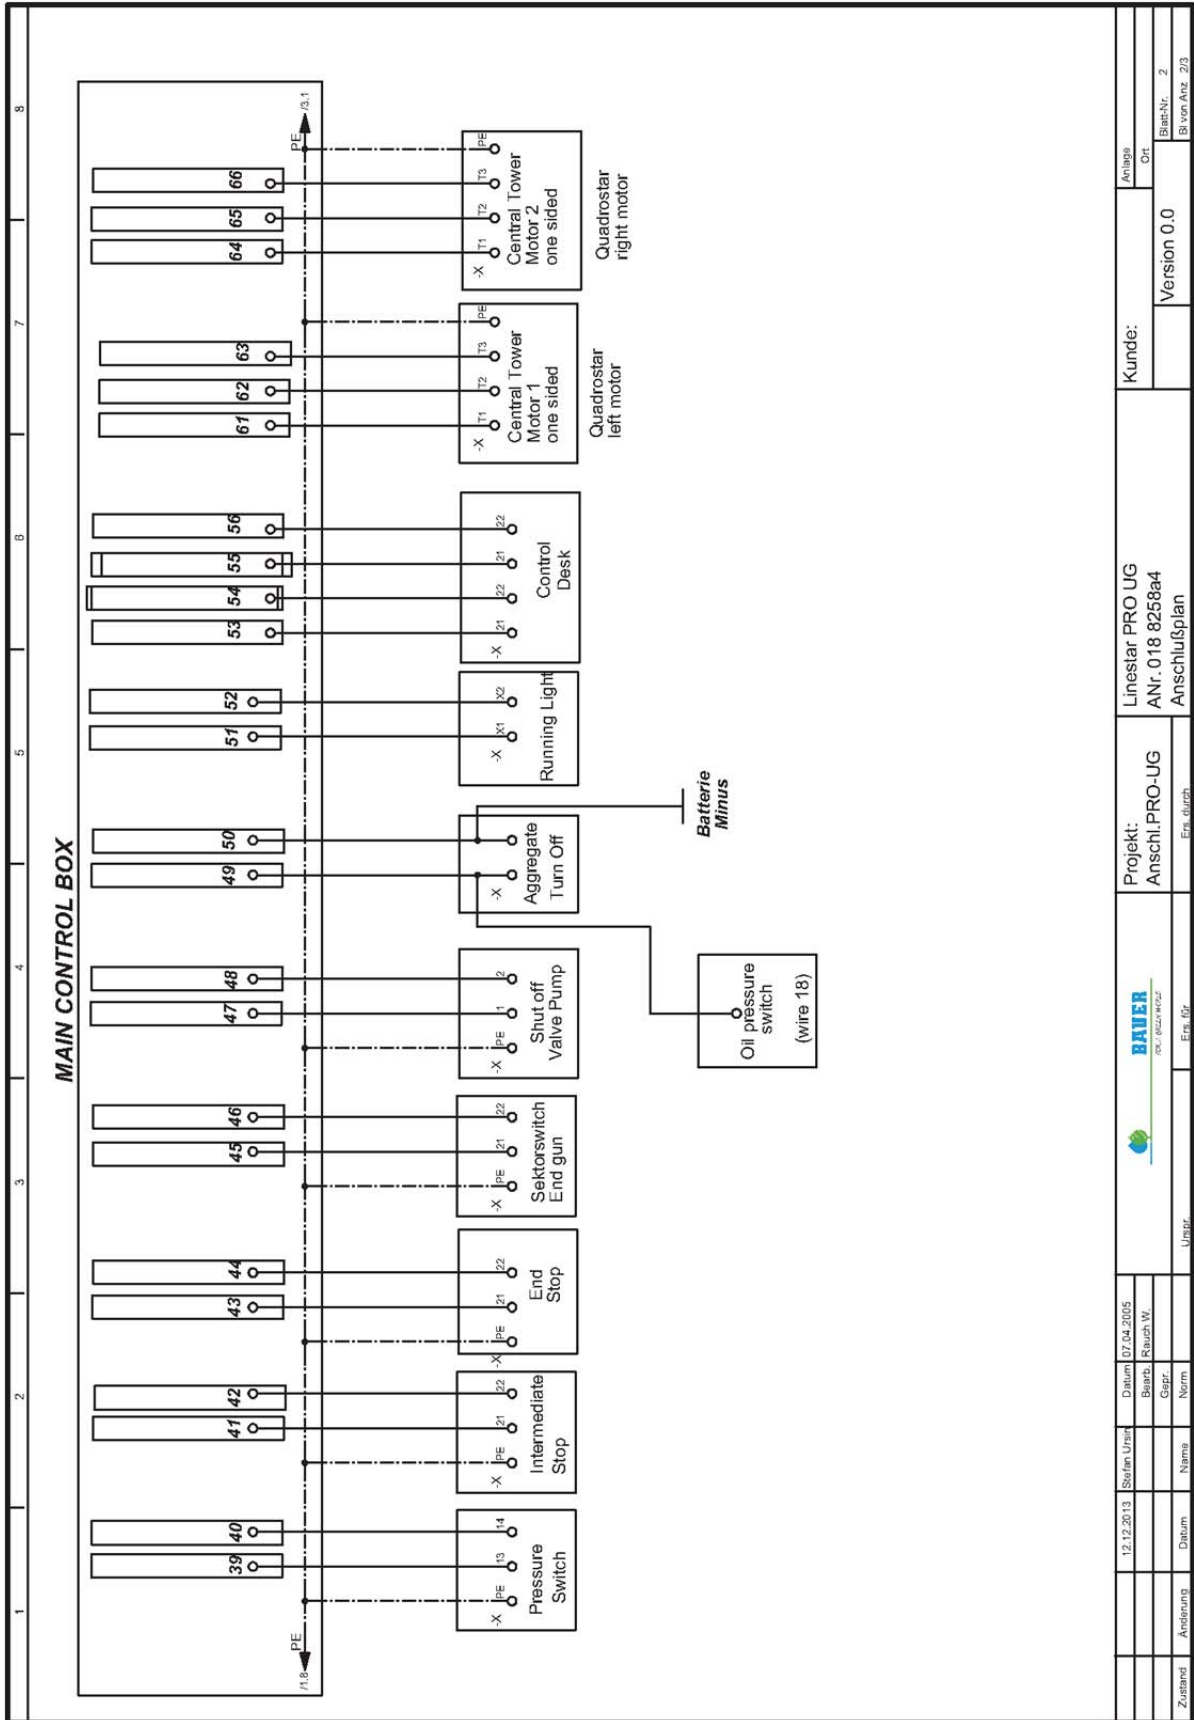 1 2 3 4 5 6 7 8
MAIN CONTROL BOX
39 40 41 42 43 44 45 46 47 48 49 50 51 52 53 54 55 56 61 62 63 64 65 66
/1.8 PE
PE /3.1
-X PE 13 14
Pressure
Switch
-X PE 21 22
Intermediate
Stop
-X PE 21 22
End
Stop
-X PE 21 22
Sektorswitch
End gun
-X PE 1 2
Shut off
Valve Pump
-X
Aggregate
Turn Off
-X X1 X2
Running Light
-X 21 22 21 22
Control
Desk
-X T1 T2 T3 PE
Central Tower
Motor 1
one sided
-X T1 T2 T3 PE
Central Tower
Motor 2
one sided
Quadrostar
left motor
Quadrostar
right motor
Oil pressure
switch
(wire 18)
Batterie
Minus
12.12.2013 Stefan Ursin Datum 07.04.2005
Bearb. Rauch W.
Gepr.
Zustand Änderung Datum Name Norm Urspr. Ers. für Ers. durch
BAUER
Projekt:
Anschl.PRO-UG
Linestar PRO UG
ANr. 018 8258a4
Anschlußplan
Kunde:
Version 0.0
Anlage
Ort
Blatt-Nr. 2
Bl von Anz 2/3